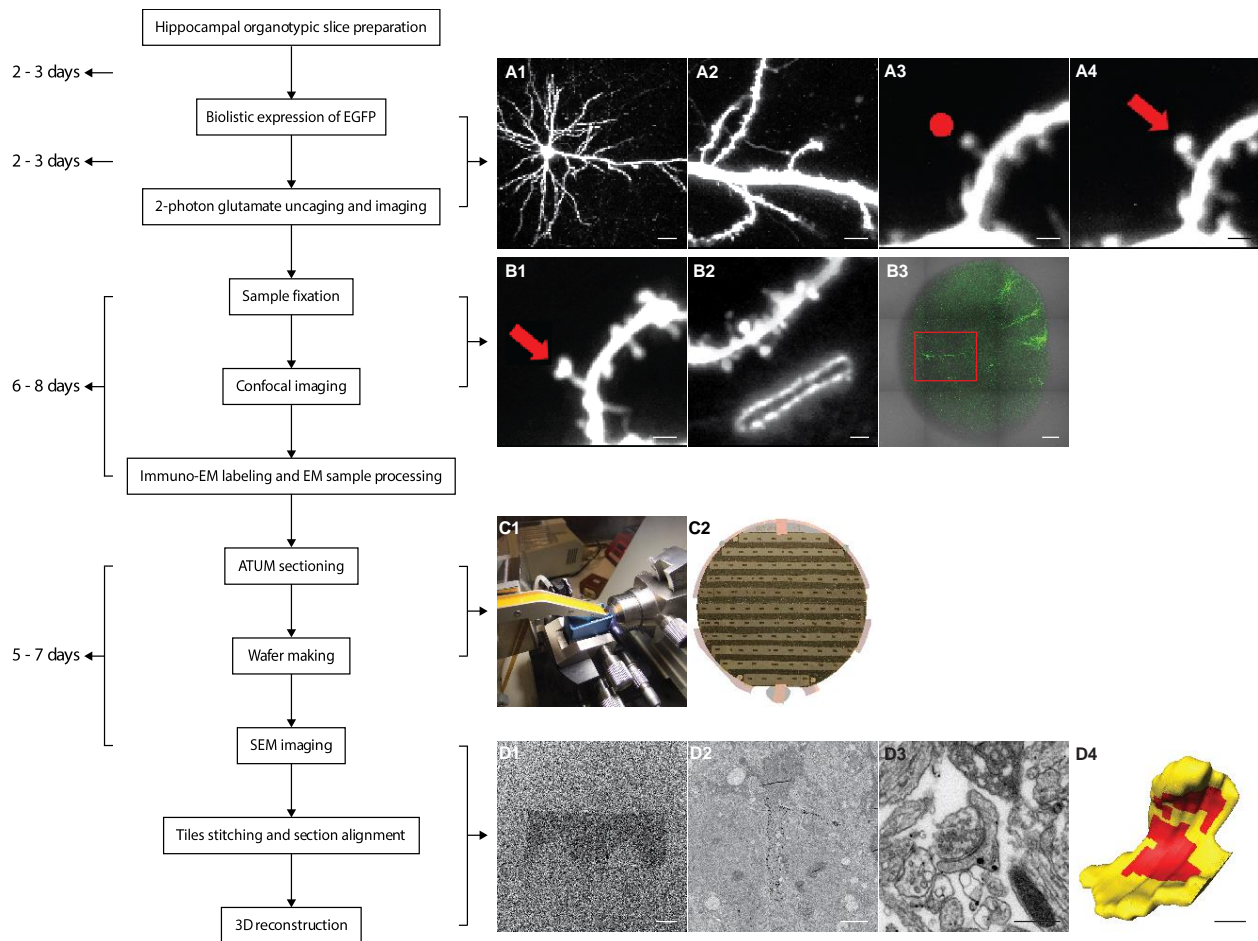 Hippocampal organotypic slice preparation
2 - 3 days
Biolistic expression of EGFP
2 - 3 days
2-photon glutamate uncaging and imaging
Sample fixation
6 - 8 days
Confocal imaging
Immuno-EM labeling and EM sample processing
ATUM sectioning
5 - 7 days
Wafer making
SEM imaging
Tiles stitching and section alignment
3D reconstruction
A1
A2
A3
A4
B1
B2
B3
C1
C2
D1
D2
D3
D4